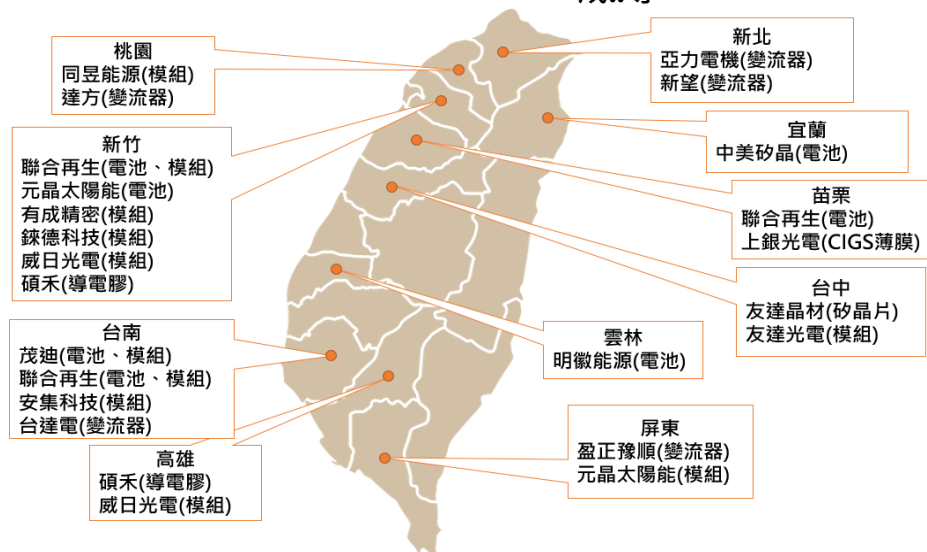 桃園
同昱能源(模組)
達方(變流器)
新北
亞力電機(變流器)
新望(變流器)
宜蘭
中美矽晶(電池)
新竹
聯合再生(電池、模組)
元晶太陽能(電池)
有成精密(模組)
錸德科技(模組)
威日光電(模組)
碩禾(導電膠)
苗栗
聯合再生(電池)
上銀光電(CIGS薄膜)
台中
友達晶材(矽晶片)
友達光電(模組)
雲林
明徽能源(電池)
台南
茂迪(電池、模組)
聯合再生(電池、模組)
安集科技(模組)
台達電(變流器)
高雄
碩禾(導電膠)
威日光電(模組)
屏東
盈正豫順(變流器)
元晶太陽能(模組)